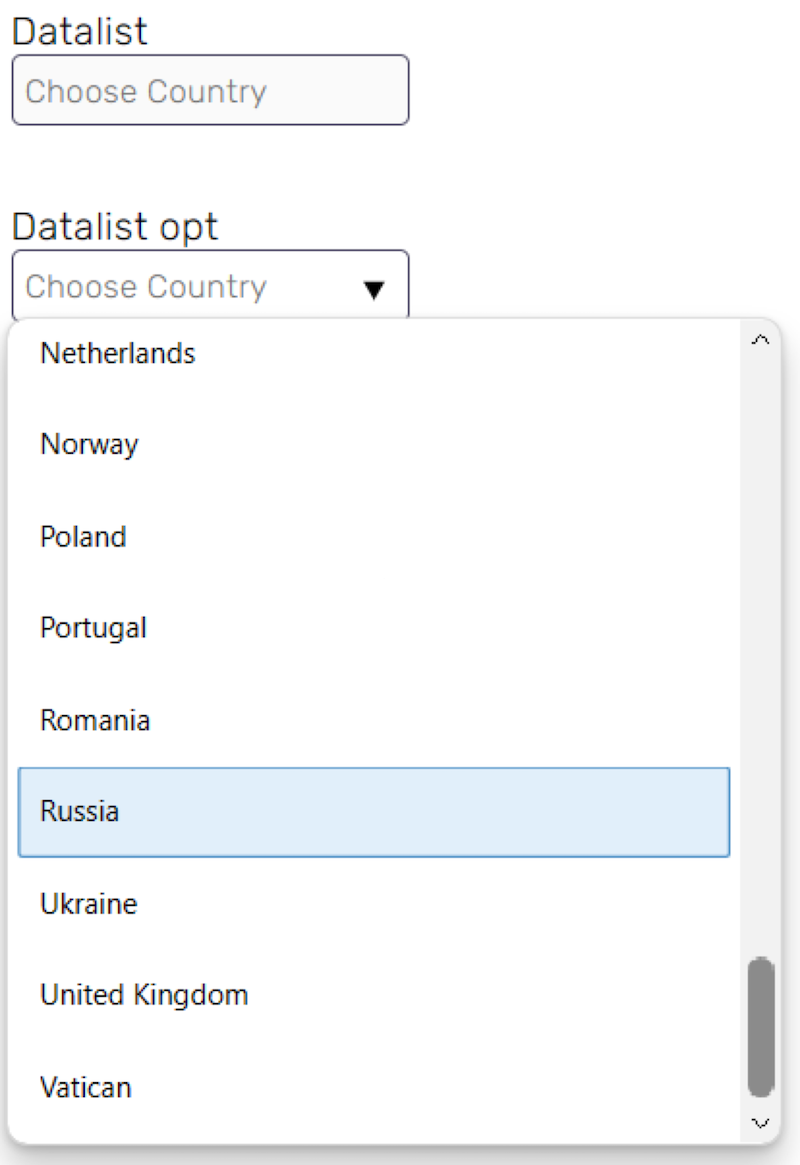 Datalist
Choose Country
Datalist opt
Choose Country
Netherlands
Norway
Poland
Portugal
Romania
Russia
Ukraine
United Kingdom
Vatican